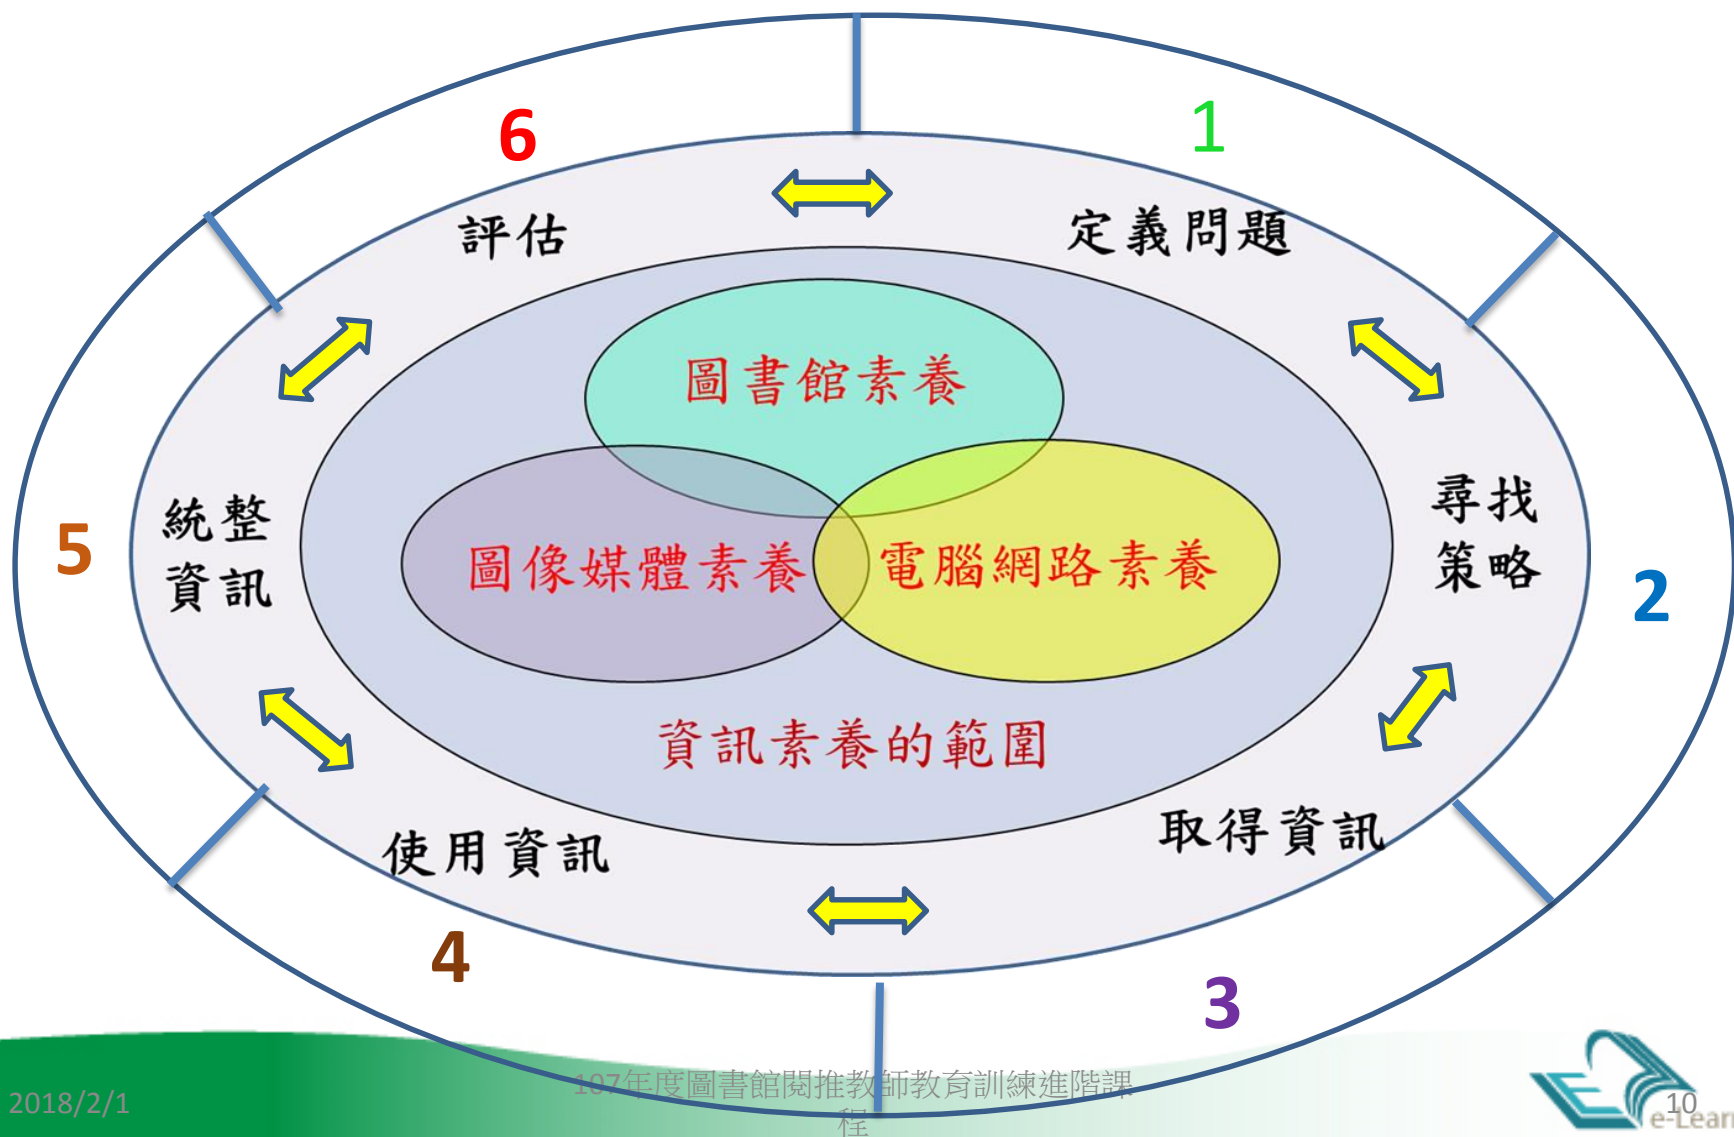 6
1
評估
定義問題
圖書館素養
統整
資訊
5
尋找
策略
2
圖像媒體素養
電腦網路素養
資訊素養的範圍
使用資訊
取得資訊
4
3
2018/2/1
107年度圖書館閱推教師教育訓練進階課
程
10
e-Lear